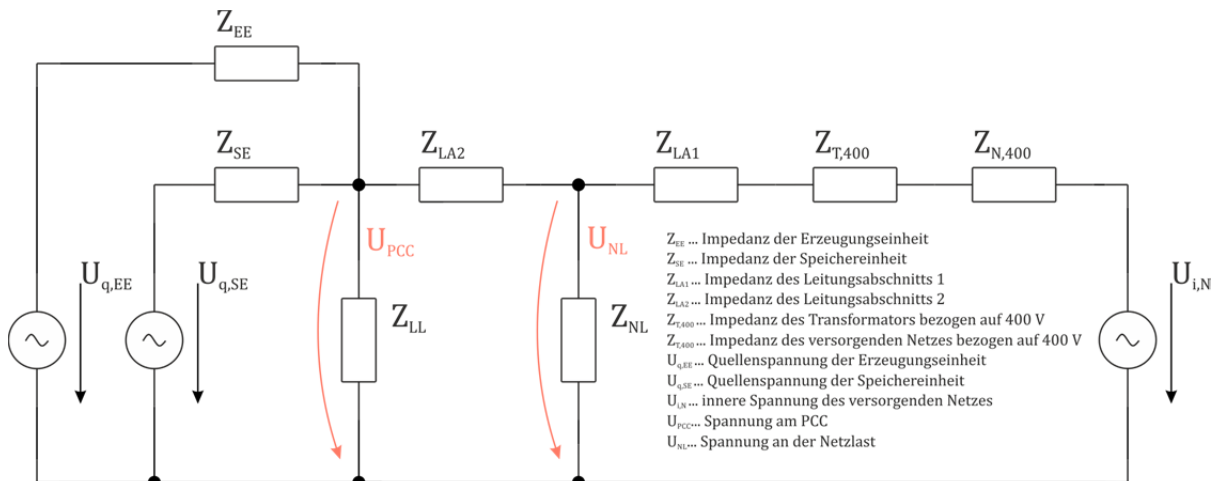 Z_EE
Z_SE
Z_LA2
Z_LA1
Z_T,400
Z_N,400
U_PCC
U_NL
U_q,EE
U_q,SE
U_i,N
Z_LL
Z_NL
Z_EE ... Impedanz der Erzeugungseinheit
Z_SE ... Impedanz der Speichereinheit
Z_LA1 ... Impedanz des Leitungsabschnitts 1
Z_LA2 ... Impedanz des Leitungsabschnitts 2
Z_T,400 ... Impedanz des Transformators bezogen auf 400 V
Z_T,400 ... Impedanz des versorgenden Netzes bezogen auf 400 V
U_q,EE ... Quellenspannung der Erzeugungseinheit
U_q,SE ... Quellenspannung der Speichereinheit
U_i,N ... innere Spannung des versorgenden Netzes
U_PCC... Spannung am PCC
U_NL... Spannung an der Netzlast